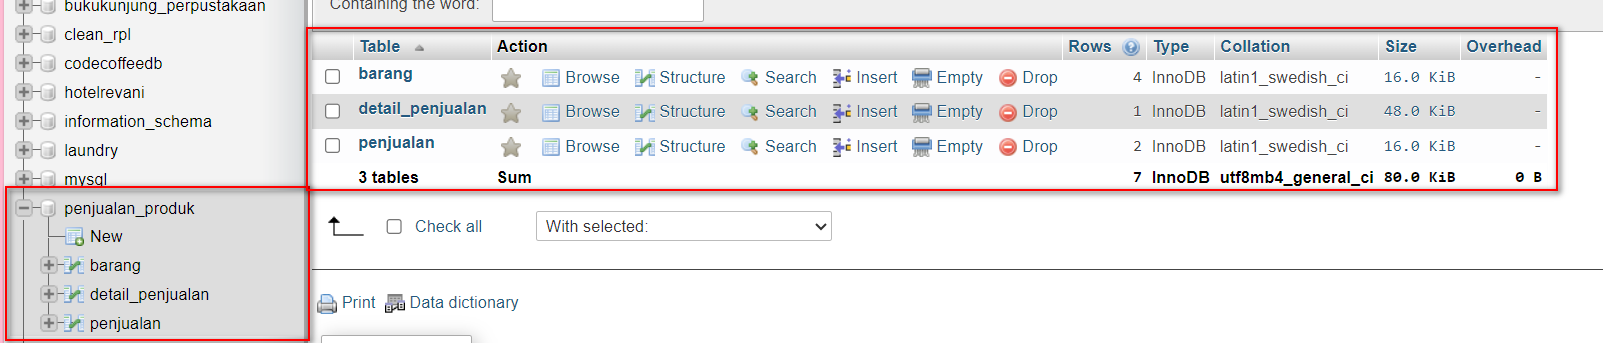 bukukunjung_perpustakaan
clean_rpl
codecoffeedb
hotelrevani
information_schema
laundry
mysql
penjualan_produk
New
barang
detail_penjualan
penjualan
Containing the word:
Table Action Rows Type Collation Size Overhead
barang Browse Structure Search Insert Empty Drop 4 InnoDB latin1_swedish_ci 16.0 KiB -
detail_penjualan Browse Structure Search Insert Empty Drop 1 InnoDB latin1_swedish_ci 48.0 KiB -
penjualan Browse Structure Search Insert Empty Drop 2 InnoDB latin1_swedish_ci 16.0 KiB -
3 tables Sum 7 InnoDB utf8mb4_general_ci 80.0 KiB 0 B
Check all With selected:
Print Data dictionary